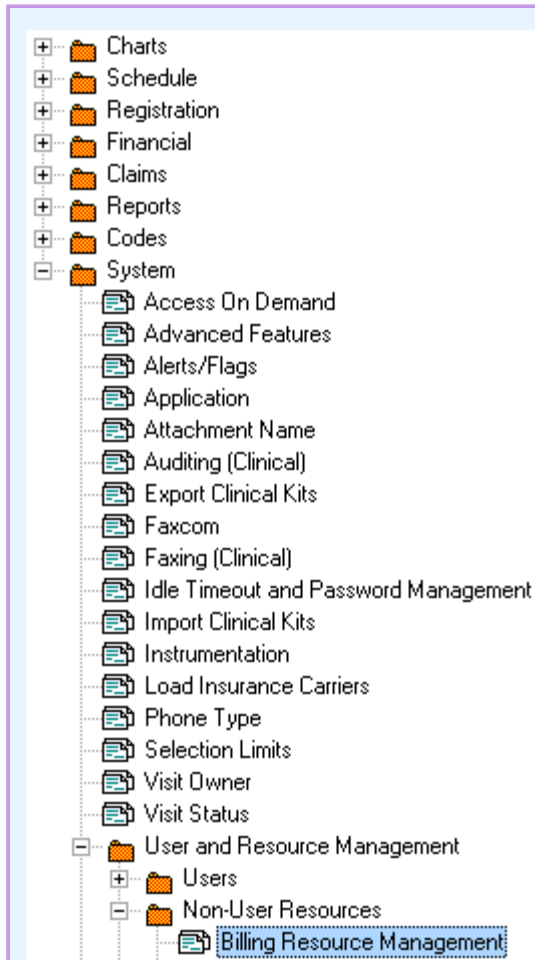 Charts
Schedule
Registration
Financial
Claims
Reports
Codes
System
Access On Demand
Advanced Features
Alerts/Flags
Application
Attachment Name
Auditing (Clinical)
Export Clinical Kits
Faxcom
Faxing (Clinical)
Idle Timeout and Password Management
Import Clinical Kits
Instrumentation
Load Insurance Carriers
Phone Type
Selection Limits
Visit Owner
Visit Status
User and Resource Management
Users
Non-User Resources
Billing Resource Management